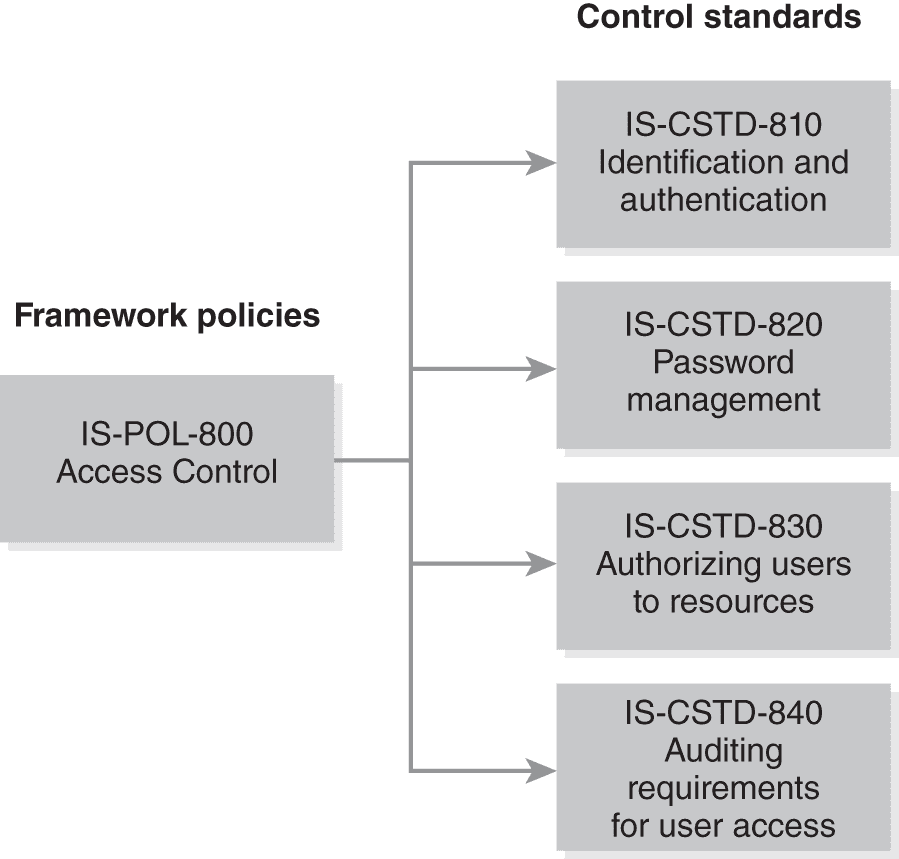 Control standards
IS-CSTD-810
Identification and
authentication
IS-CSTD-820
Password
management
Framework policies
IS-POL-800
Access Control
IS-CSTD-830
Authorizing users
to resources
IS-CSTD-840
Auditing
requirements
for user access